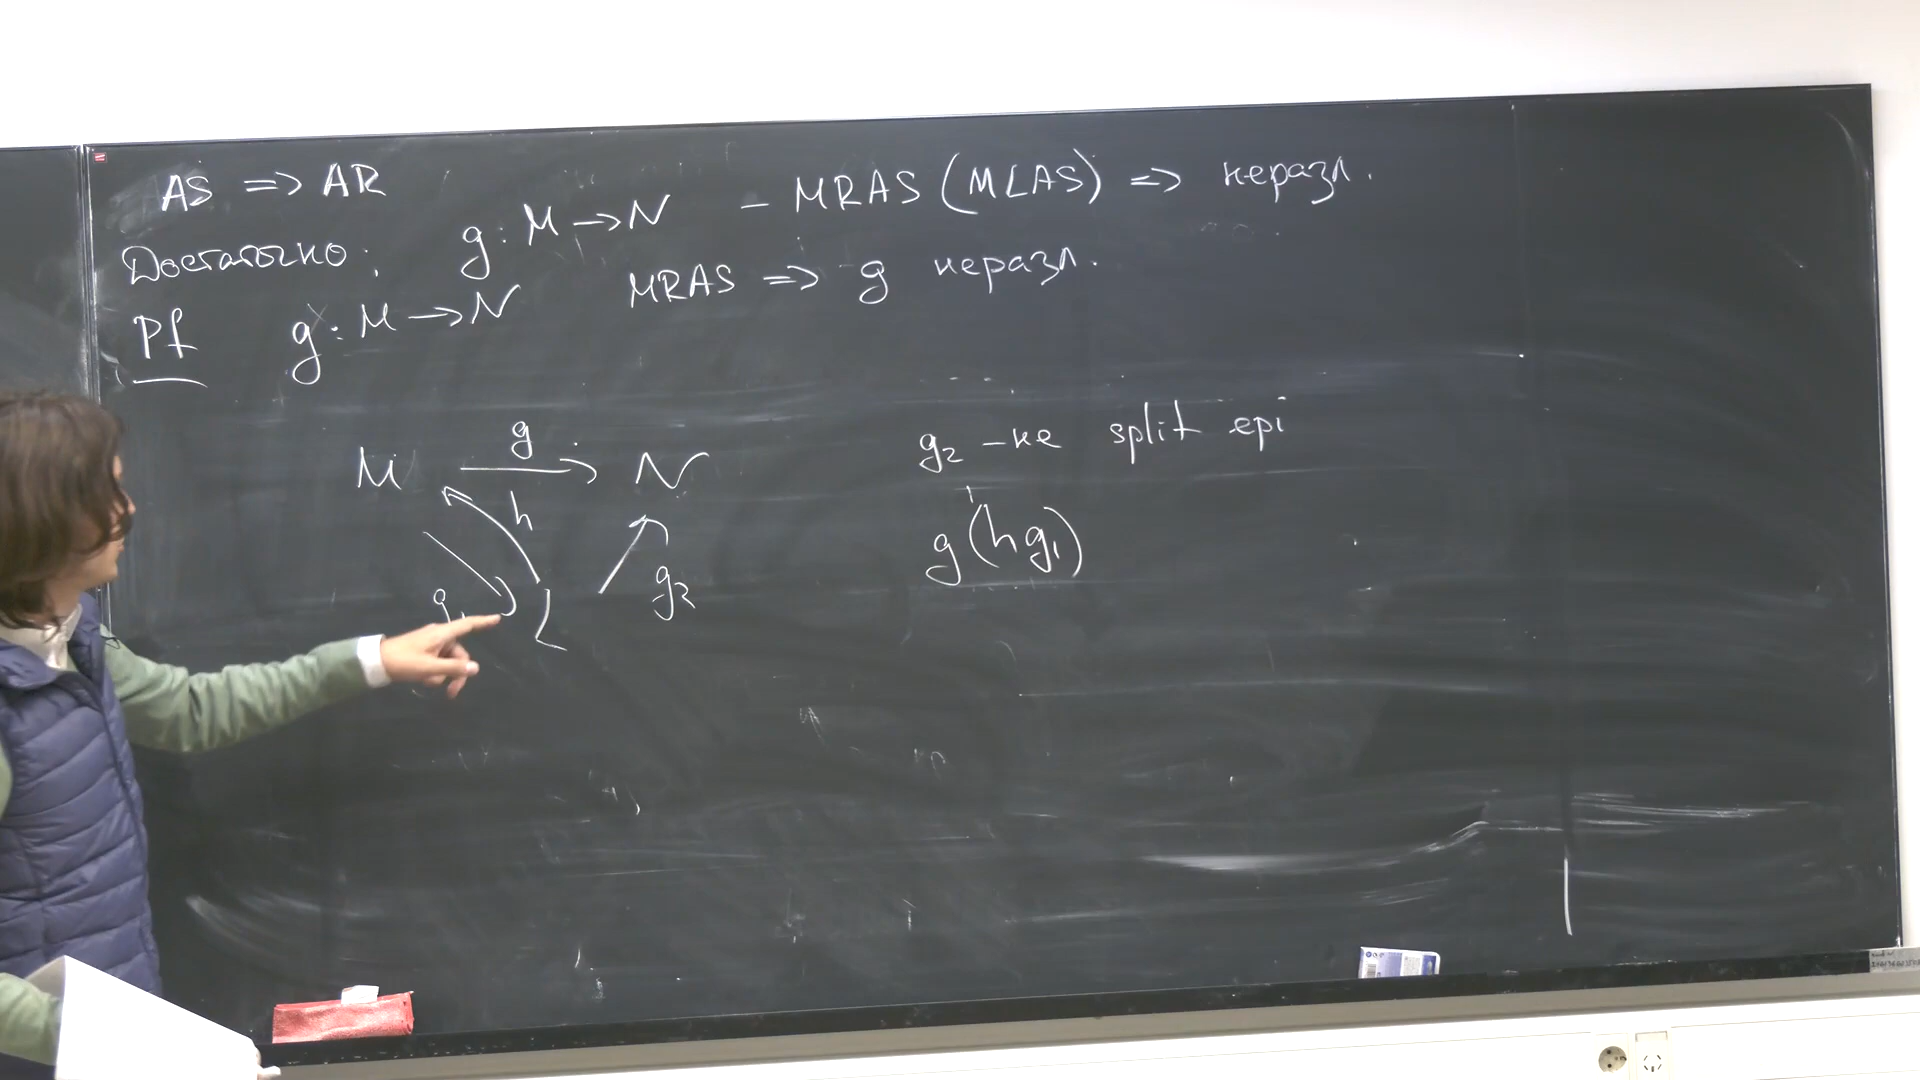 AS => AR
Достаточно: g: M → N – MRAS (MLAS) => неразл.
Pf g: M → N MRAS => g неразл.
M g N
h
g₁ L g₂
g₂ – не split epi
g(hg₁)